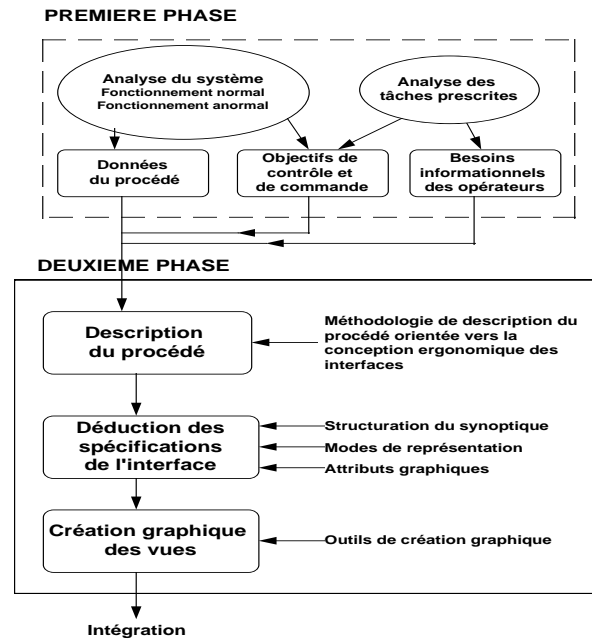 PREMIERE PHASE
Analyse du système
Fonctionnement normal
Fonctionnement anormal
Analyse des
tâches prescrites
Données
du procédé
Objectifs de
contrôle et
de commande
Besoins
informationnels
des opérateurs
DEUXIEME PHASE
Description
du procédé
Méthodologie de description du
procédé orientée vers la
conception ergonomique des
interfaces
Déduction des
spécifications
de l'interface
Structuration du synoptique
Modes de représentation
Attributs graphiques
Création graphique
des vues
Outils de création graphique
Intégration